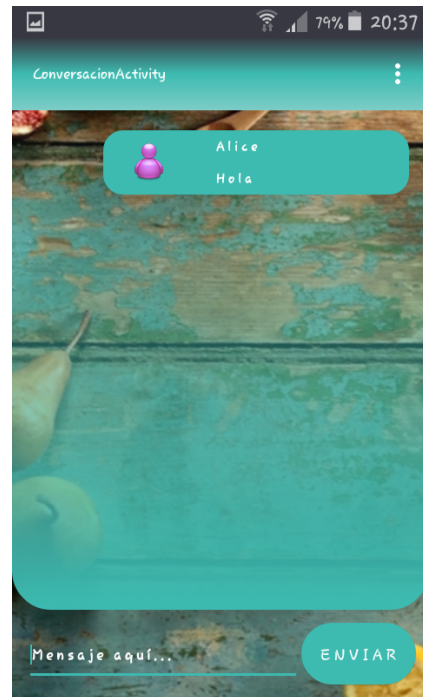 79% 20:37
ConversacionActivity
Alice
Hola
Mensaje aquí...
ENVIAR